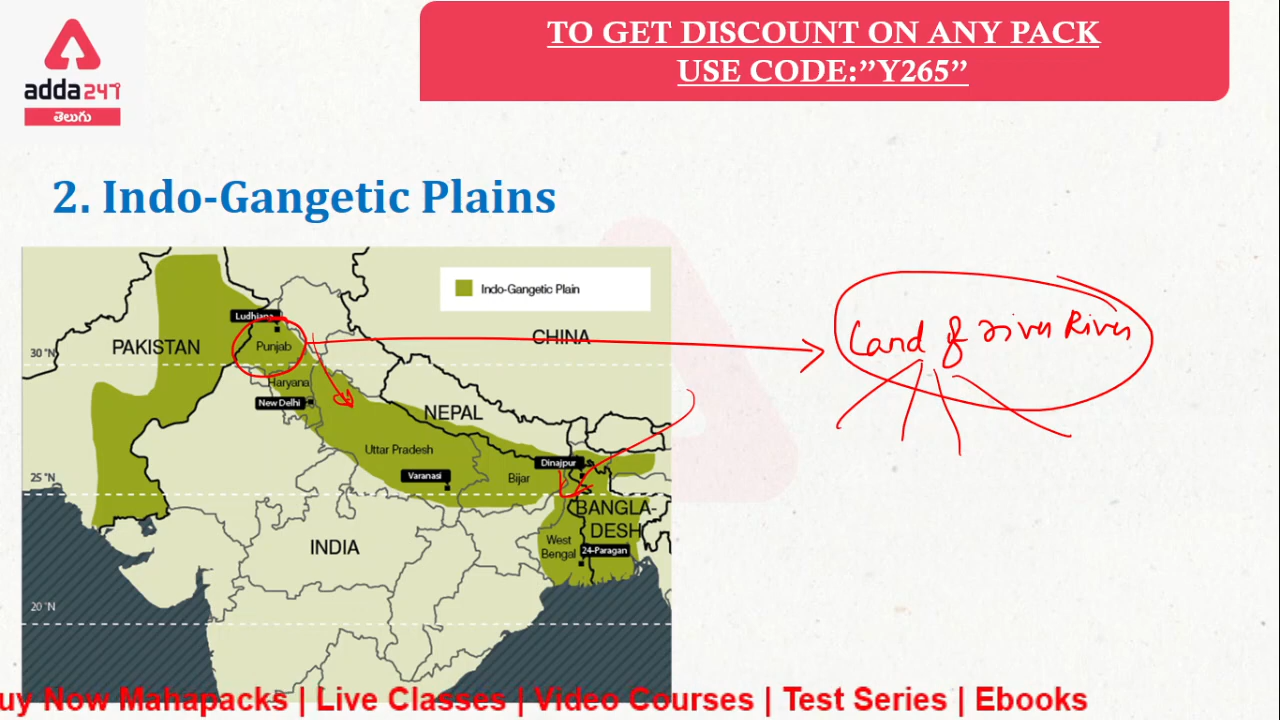 TO GET DISCOUNT ON ANY PACK
USE CODE:”Y265”
adda247
తెలుగు
2. Indo-Gangetic Plains
Indo-Gangetic Plain
Ludhiana
CHINA
PAKISTAN
Punjab
30 °N
Haryana
New Delhi
NEPAL
Uttar Pradesh
Dinajpur
25 °N
Varanasi
Bijar
BANGLA-
DESH
West
Bengal
24-Paragan
INDIA
20 °N
Land of river River
uy Now Mahapacks | Live Classes | Video Courses | Test Series | Ebooks